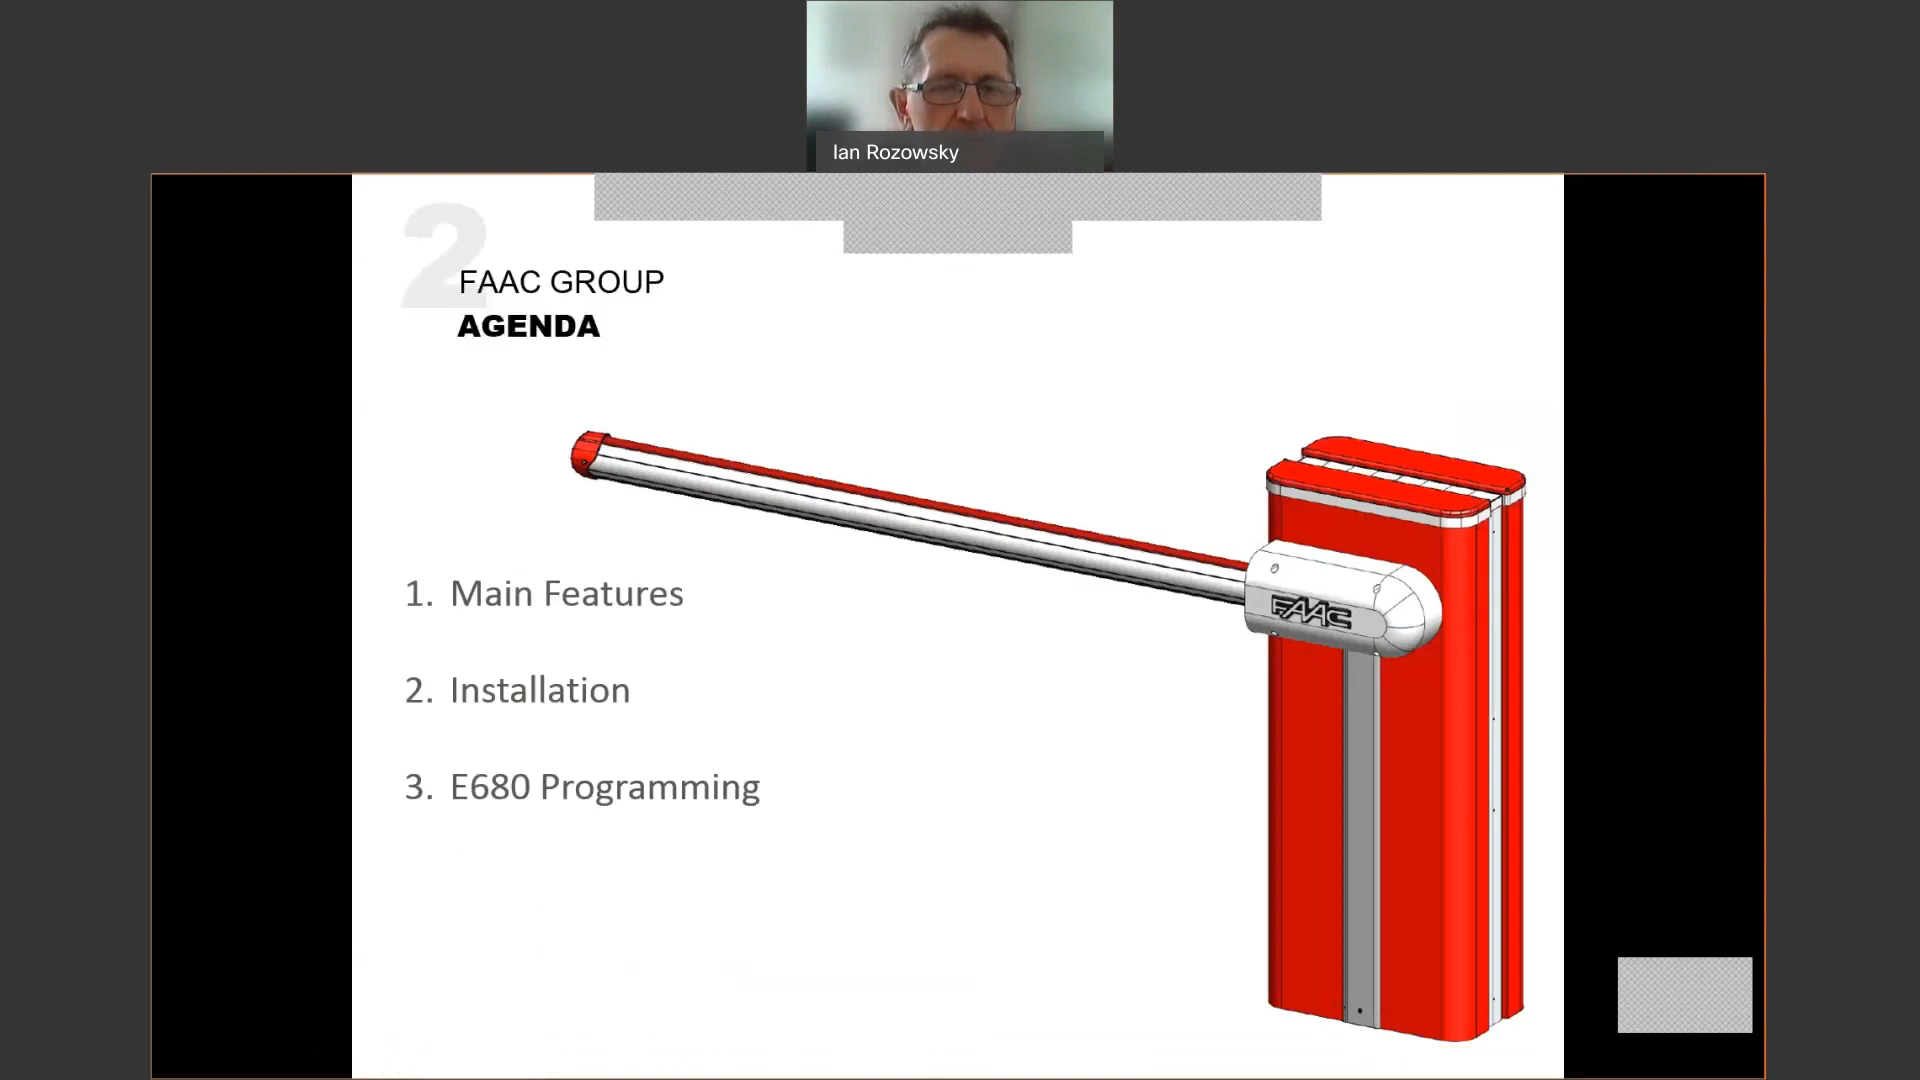 Ian Rozowsky
2
FAAC GROUP
AGENDA
FAAC
1. Main Features
2. Installation
3. E680 Programming